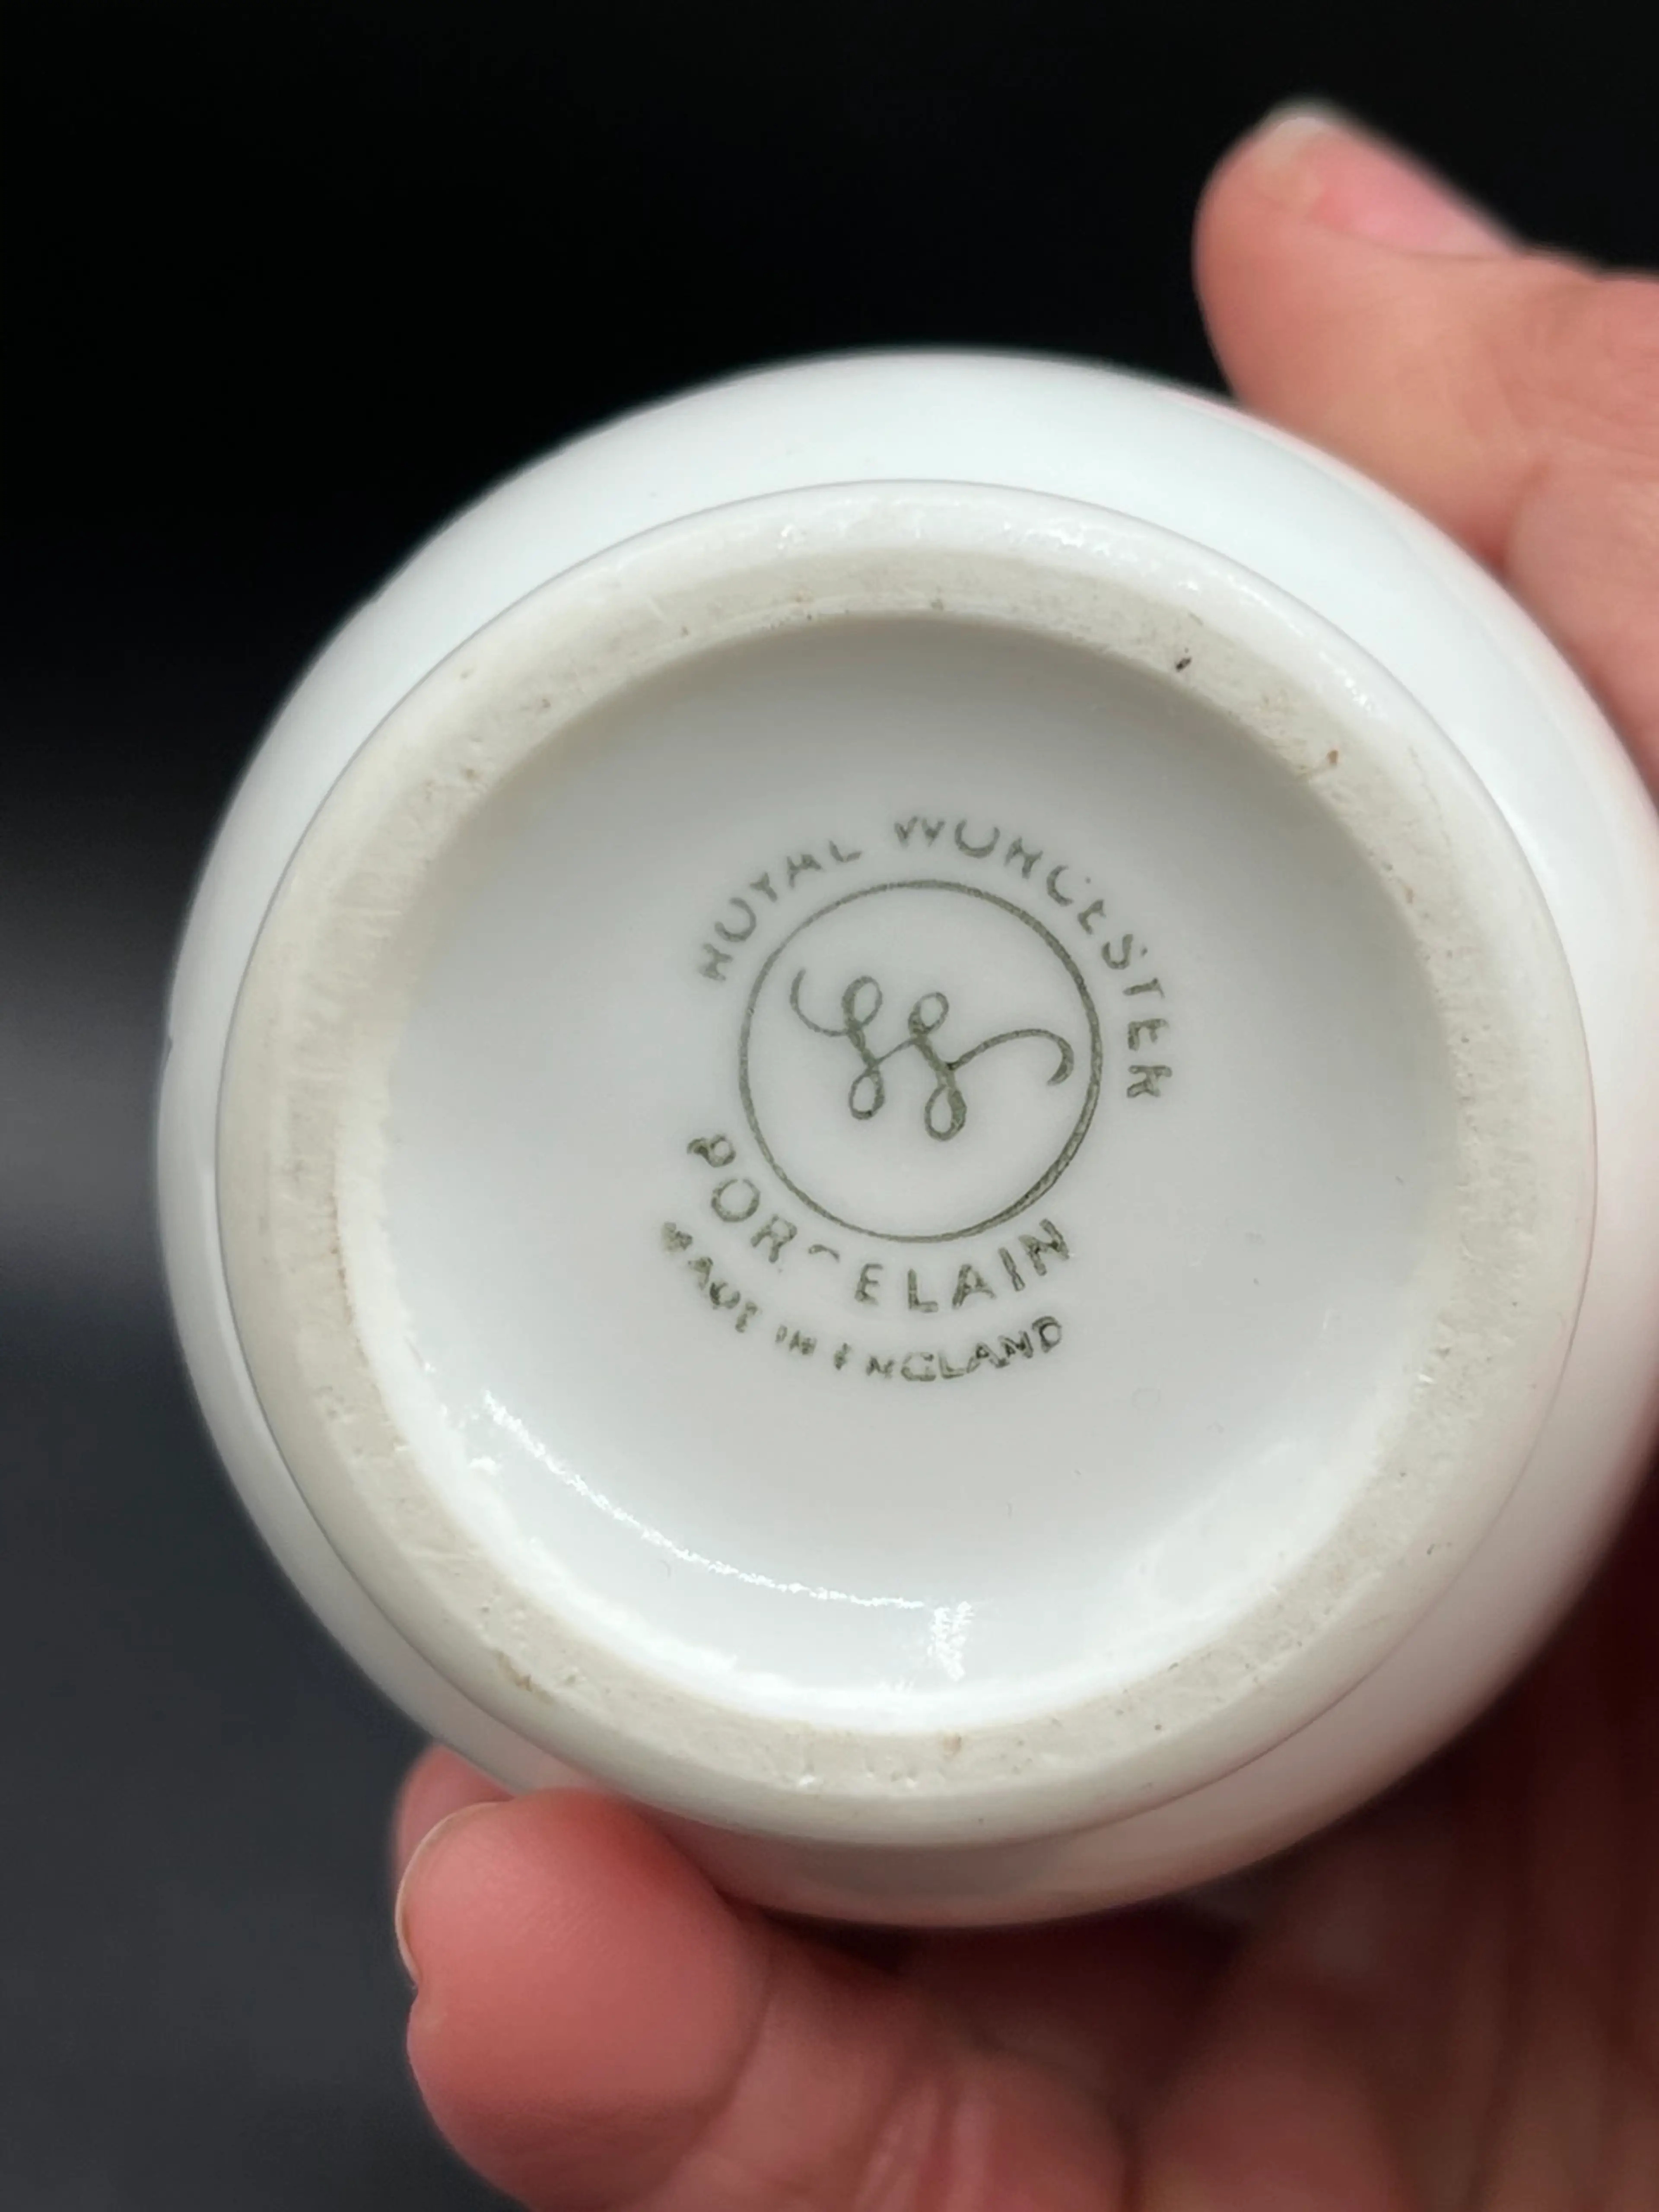 ROYAL WORCESTER
PORCELAIN
MADE IN ENGLAND